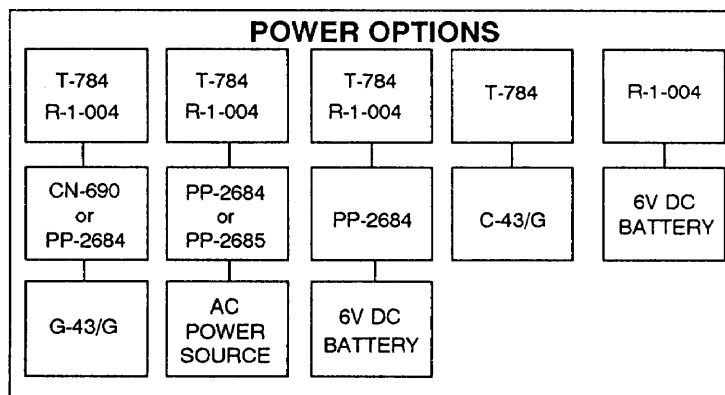 POWER OPTIONS
T-784
R-1-004
T-784
R-1-004
T-784
R-1-004
T-784
R-1-004
CN-690
or
PP-2684
PP-2684
or
PP-2685
PP-2684
C-43/G
6V DC
BATTERY
G-43/G
AC
POWER
SOURCE
6V DC
BATTERY